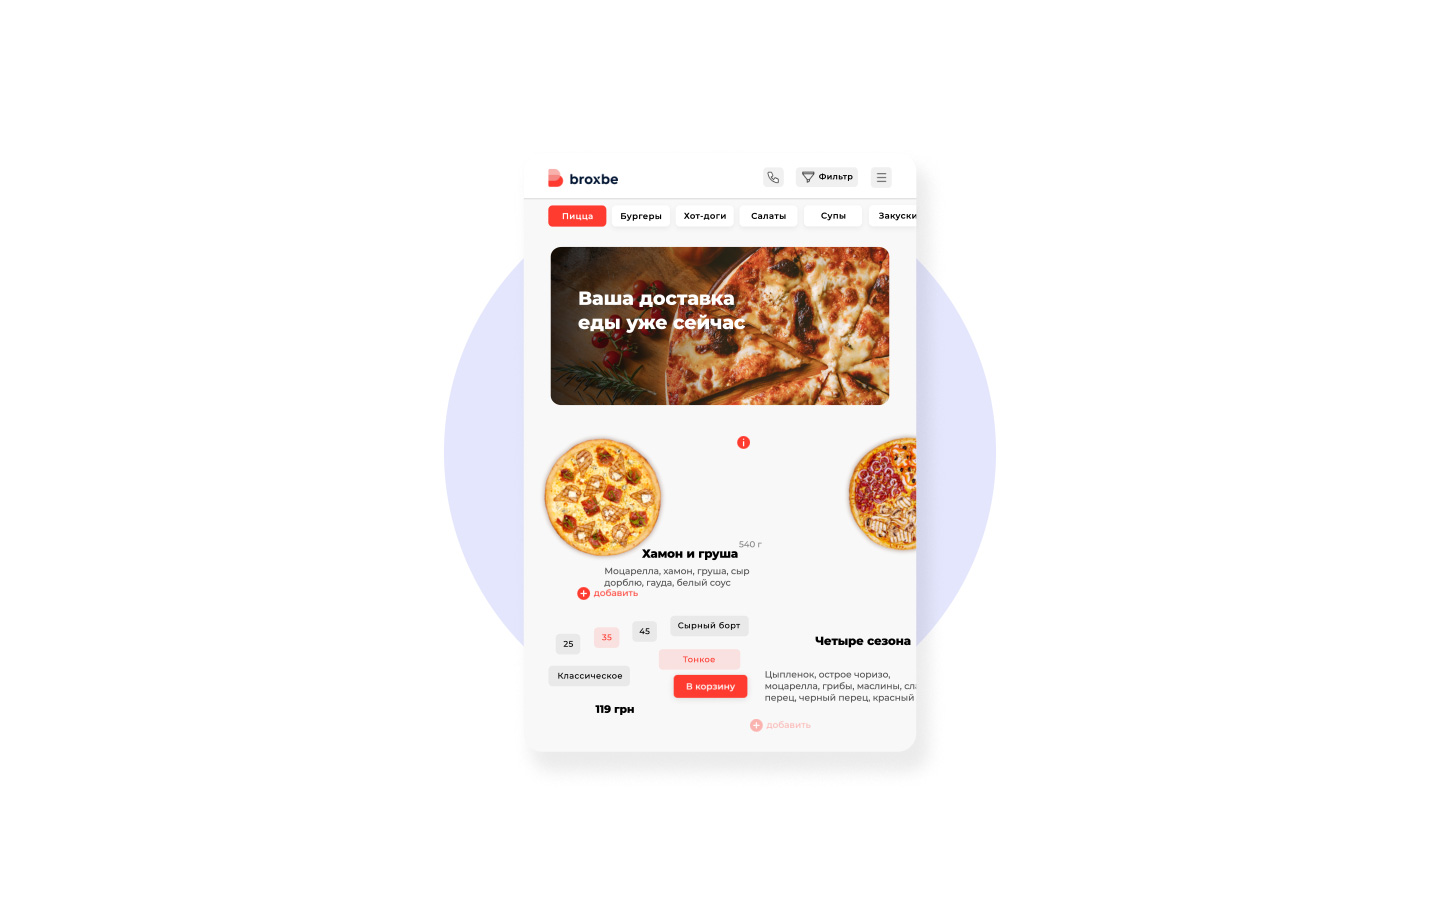 broxbe
Фильтр
Пицца
Бургеры
Хот-доги
Салаты
Супы
Закуски
Ваша доставка
еды уже сейчас
540 г
Хамон и груша
Моцарелла, хамон, груша, сыр
дорблю, гауда, белый соус
добавить
25
35
45
Сырный борт
Тонкое
Классическое
В корзину
119 грн
Четыре сезона
Цыпленок, острое чоризо,
моцарелла, грибы, маслины,
перец, черный перец, красный
добавить